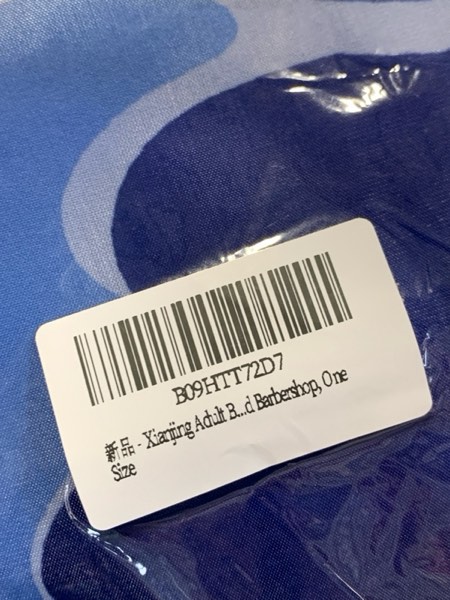 B09HTT72D7
新品 - Xianjing Adult B...d Barbershop, One
Size